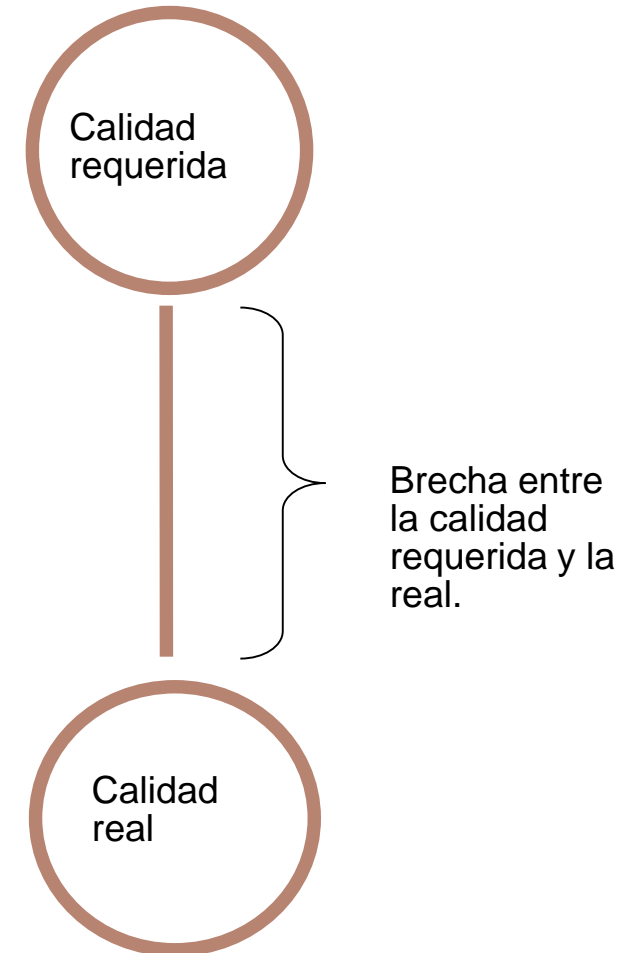 Calidad
requerida
Brecha entre
la calidad
requerida y la
real.
Calidad
real